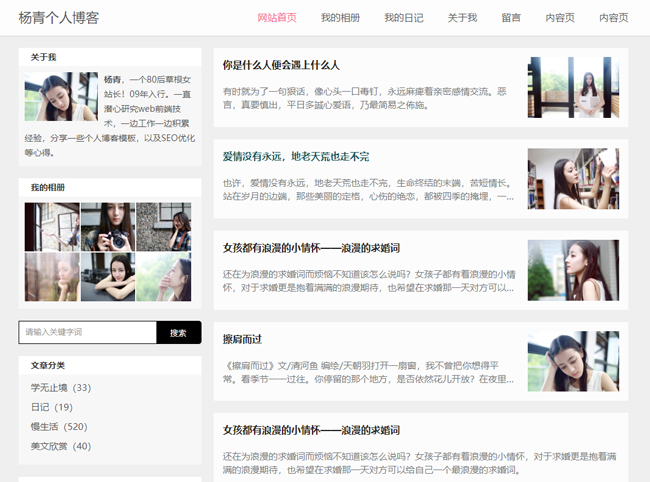 杨青个人博客
网站首页 我的相册 我的日记 关于我 留言 内容页 内容页
关于我
杨青，一个80后草根女
站长！09年入行。一直
潜心研究web前端技
术，一边工作一边积累
经验，分享一些个人博客模板，以及SEO优化
等心得。
我的相册
请输入关键字词 搜索
文章分类
学无止境（33）
日记（19）
慢生活（520）
美文欣赏（40）
你是什么人便会遇上什么人
有时就为了一句狠话，像心头一口毒钉，永远麻痺着亲密感情交流。恶
言，真要慎出，平日多誠心爱语，乃最简易之佈施。
爱情没有永远，地老天荒也走不完
也许，爱情没有永远，地老天荒也走不完，生命终结的末端，苦短情长。
站在岁月的边端，那些美丽的定格，心伤的绝恋，都被四季的掩埋，一...
女孩都有浪漫的小情怀——浪漫的求婚词
还在为浪漫的求婚词而烦恼不知道该怎么说吗？女孩子都有着浪漫的小情
怀，对于求婚更是抱着满满的浪漫期待，也希望在求婚那一天对方可以...
擦肩而过
《擦肩而过》文/清河鱼 编绘/天朝羽打开一扇窗，我不曾把你想得平
常。看季节一一过往。你停留的那个地方，是否依然花儿开放？在夜里...
女孩都有浪漫的小情怀——浪漫的求婚词
还在为浪漫的求婚词而烦恼不知道该怎么说吗？女孩子都有着浪漫的小情怀，对于求婚更是抱着满
满的浪漫期待，也希望在求婚那一天对方可以给自己一个最浪漫的求婚词。